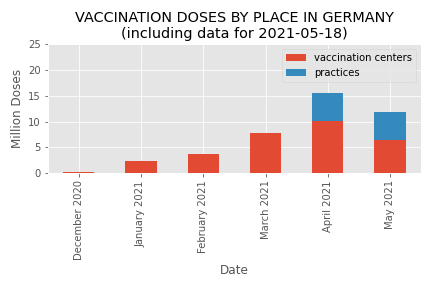 VACCINATION DOSES BY PLACE IN GERMANY
(including data for 2021-05-18)
25
20
15
10
5
0
Million Doses
vaccination centers
practices
December 2020
January 2021
February 2021
March 2021
April 2021
May 2021
Date